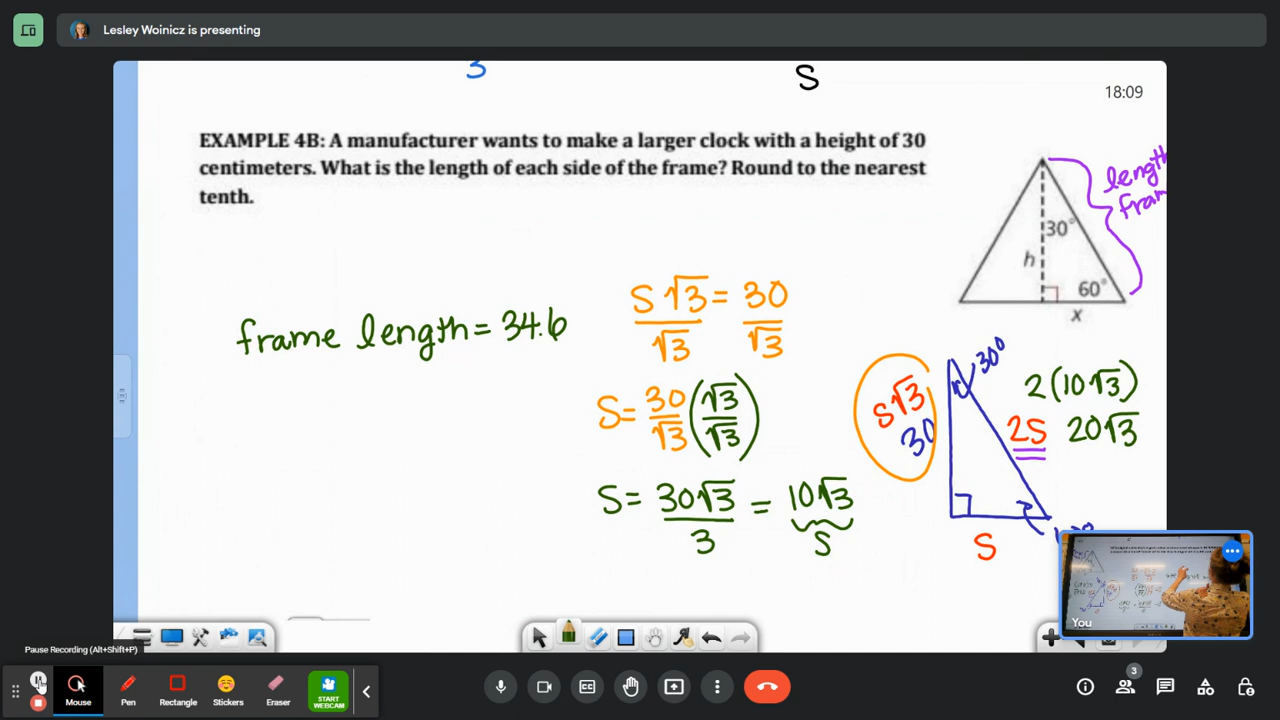 Lesley Woinicz is presenting
3
S
18:09
EXAMPLE 4B: A manufacturer wants to make a larger clock with a height of 30
centimeters. What is the length of each side of the frame? Round to the nearest
tenth.
length
fram
30°
h
60°
x
frame length = 34.6
S√3 = 30
√3 √3
S = 30/√3 (√3/√3)
S = 30√3/3 = 10√3
S
30°
S√3
30
2S
2(10√3)
20√3
S
You
Pause Recording (Alt+Shift+P)
Mouse
Pen
Rectangle
Stickers
Eraser
START
WEBCAM
CC
3